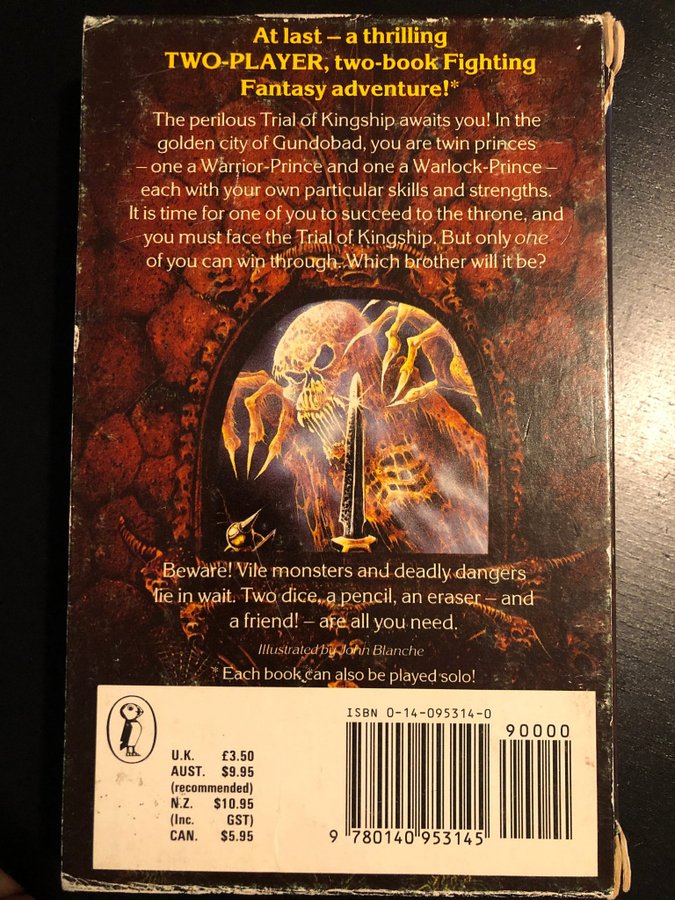 At last – a thrilling
TWO-PLAYER, two-book Fighting
Fantasy adventure!*
The perilous Trial of Kingship awaits you! In the
golden city of Gundobad, you are twin princes
– one a Warrior-Prince and one a Warlock-Prince –
each with your own particular skills and strengths.
It is time for one of you to succeed to the throne, and
you must face the Trial of Kingship. But only one
of you can win through. Which brother will it be?
Beware! Vile monsters and deadly dangers
lie in wait. Two dice, a pencil, an eraser – and
a friend! – are all you need.
Illustrated by John Blanche
* Each book can also be played solo!
ISBN 0-14-095314-0
90000
U.K. £3.50
AUST. $9.95
(recommended)
N.Z. $10.95
(Inc. GST)
CAN. $5.95
9 780140 953145